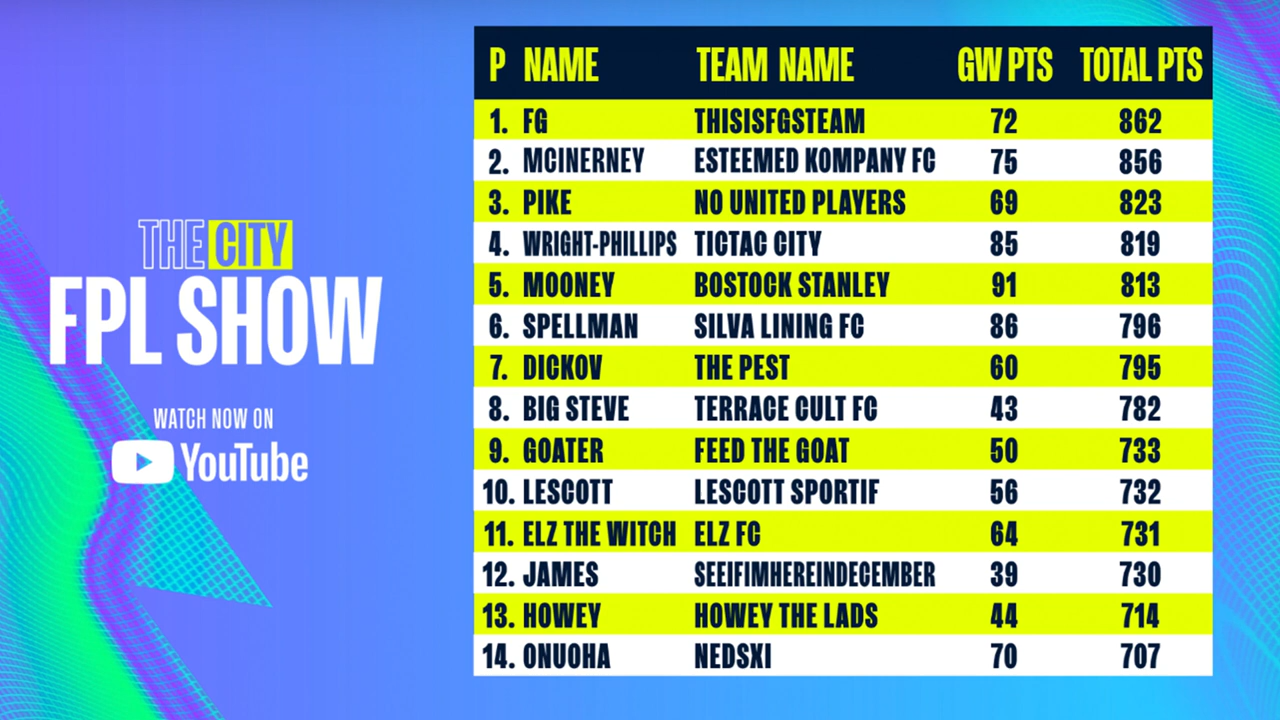 THE CITY
FPL SHOW
WATCH NOW ON
YouTube
P NAME TEAM NAME GW PTS TOTAL PTS
1. FG THISISFGSTEAM 72 862
2. MCINERNEY ESTEEMED KOMPANY FC 75 856
3. PIKE NO UNITED PLAYERS 69 823
4. WRIGHT-PHILLIPS TICTAC CITY 85 819
5. MOONEY BOSTOCK STANLEY 91 813
6. SPELLMAN SILVA LINING FC 86 796
7. DICKOV THE PEST 60 795
8. BIG STEVE TERRACE CULT FC 43 782
9. GOATER FEED THE GOAT 50 733
10. LESCOTT LESCOTT SPORTIF 56 732
11. ELZ THE WITCH ELZ FC 64 731
12. JAMES SEEIFIMHEREINDECEMBER 39 730
13. HOWEY HOWEY THE LADS 44 714
14. ONUOHA NEDSKI 70 707